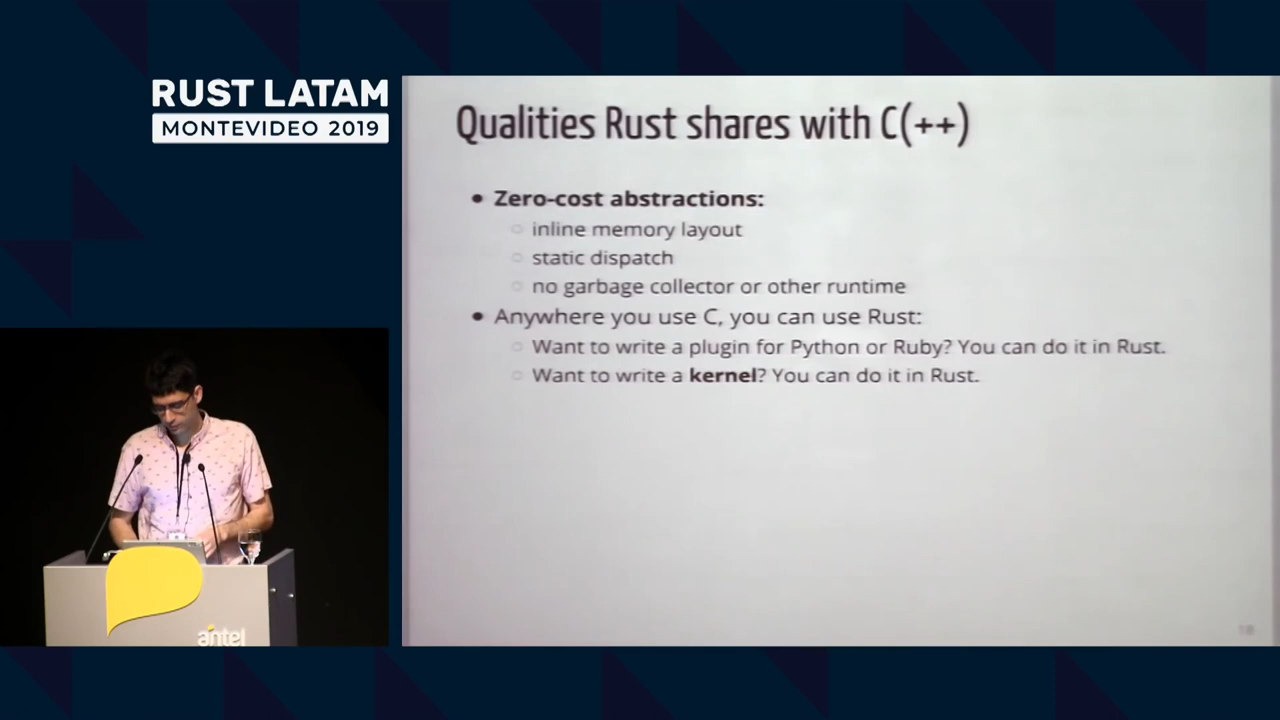 RUST LATAM
MONTEVIDEO 2019
Qualities Rust shares with C(++)
Zero-cost abstractions:
inline memory layout
static dispatch
no garbage collector or other runtime
Anywhere you use C, you can use Rust:
Want to write a plugin for Python or Ruby? You can do it in Rust.
Want to write a kernel? You can do it in Rust.
antel